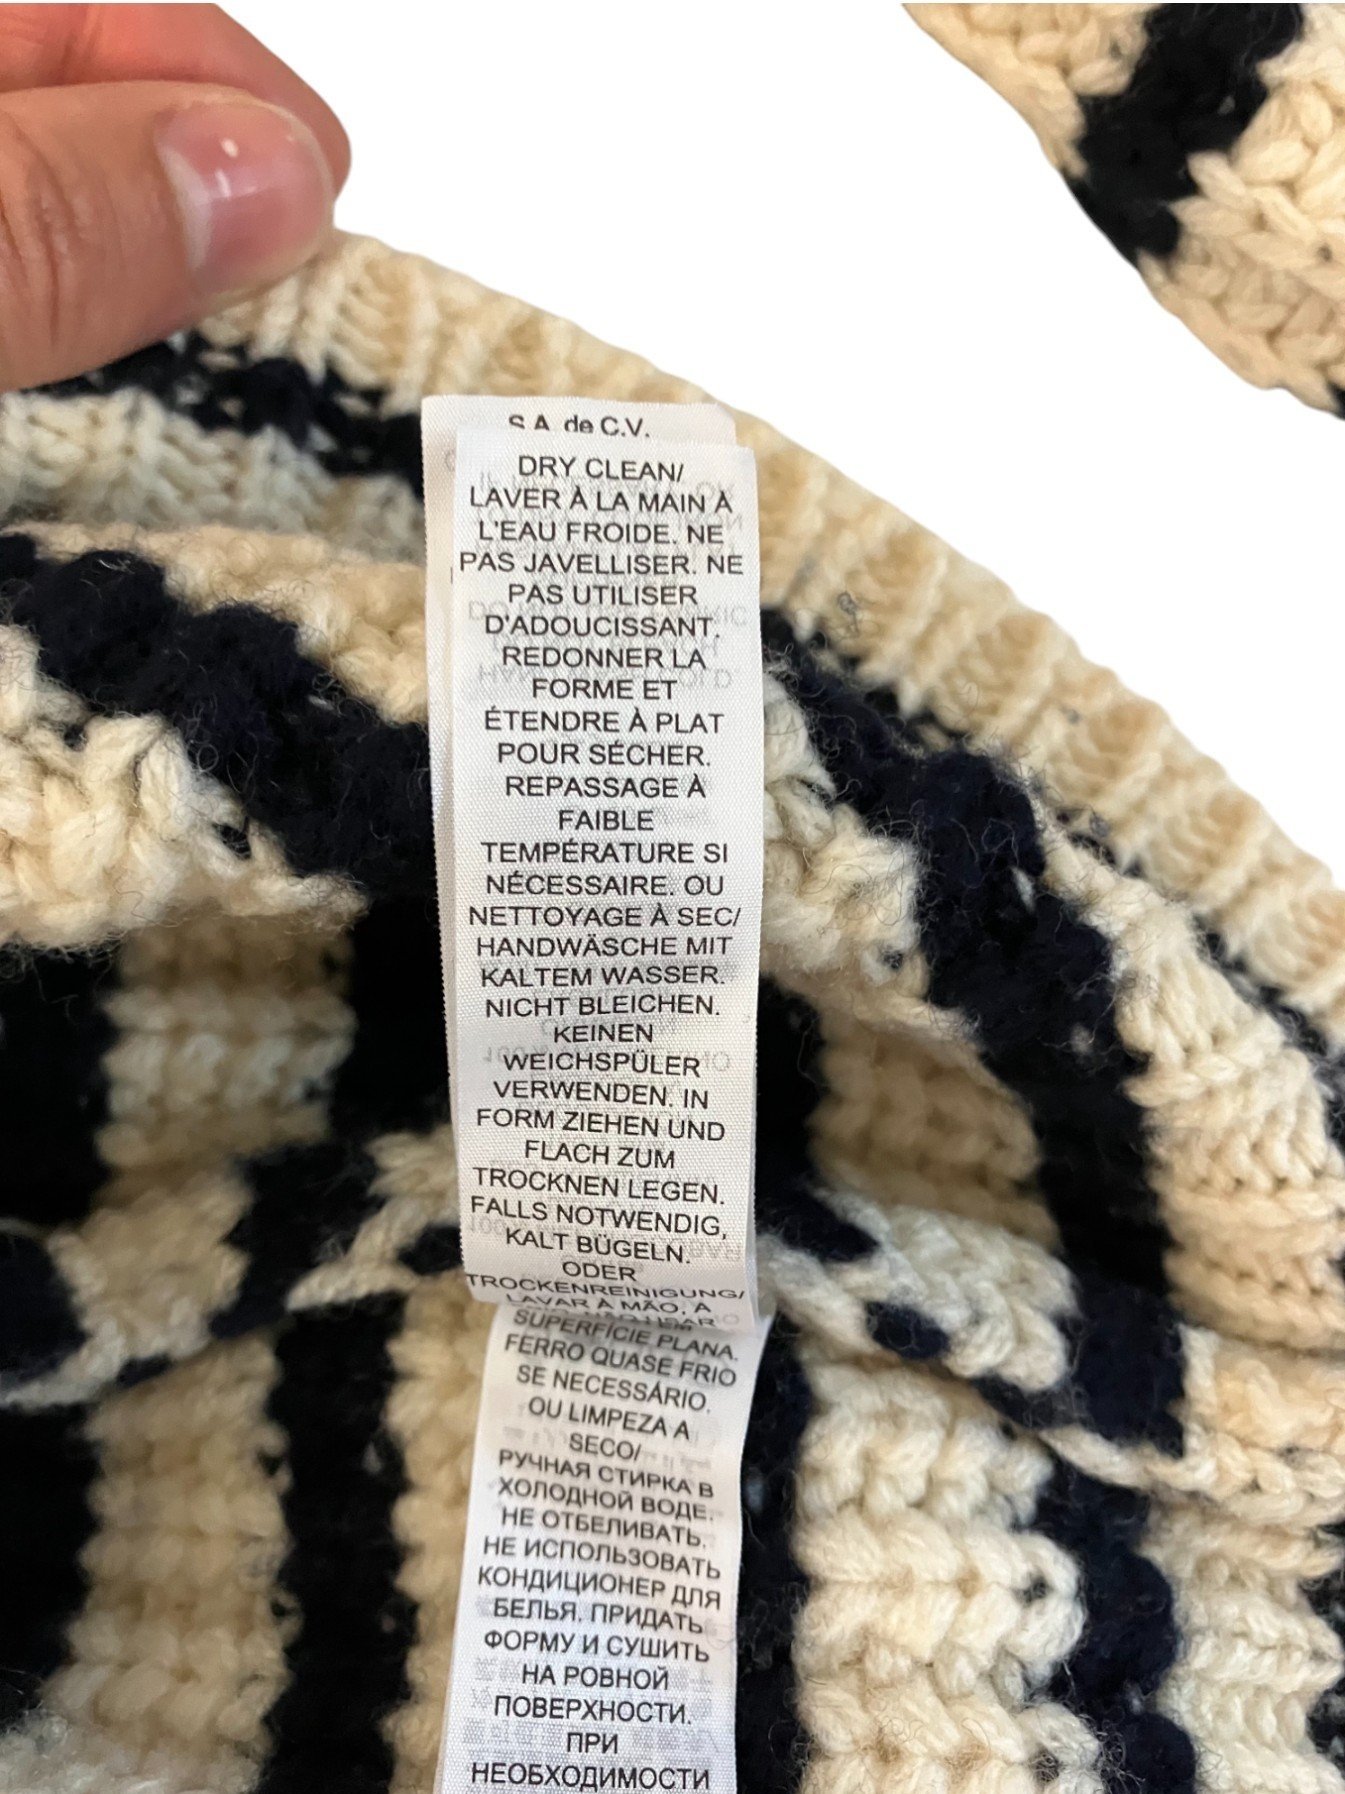 S.A. de C.V.
DRY CLEAN/
LAVER À LA MAIN À
L'EAU FROIDE. NE
PAS JAVELLISER. NE
PAS UTILISER
D'ADOUCISSANT.
REDONNER LA
FORME ET
ÉTENDRE À PLAT
POUR SÉCHER.
REPASSAGE À
FAIBLE
TEMPÉRATURE SI
NÉCESSAIRE. OU
NETTOYAGE À SEC/
HANDWÄSCHE MIT
KALTEM WASSER.
NICHT BLEICHEN.
KEINEN
WEICHSPÜLER
VERWENDEN. IN
FORM ZIEHEN UND
FLACH ZUM
TROCKNEN LEGEN.
FALLS NOTWENDIG,
KALT BÜGELN.
ODER
TROCKENREINIGUNG/
LAVAR À MÃO, A
SUPERFÍCIE PLANA.
FERRO QUASE FRIO
SE NECESSÁRIO.
OU LIMPEZA A
SECO/
РУЧНАЯ СТИРКА В
ХОЛОДНОЙ ВОДЕ.
НЕ ОТБЕЛИВАТЬ.
НЕ ИСПОЛЬЗОВАТЬ
КОНДИЦИОНЕР ДЛЯ
БЕЛЬЯ. ПРИДАТЬ
ФОРМУ И СУШИТЬ
НА РОВНОЙ
ПОВЕРХНОСТИ.
ПРИ
НЕОБХОДИМОСТИ